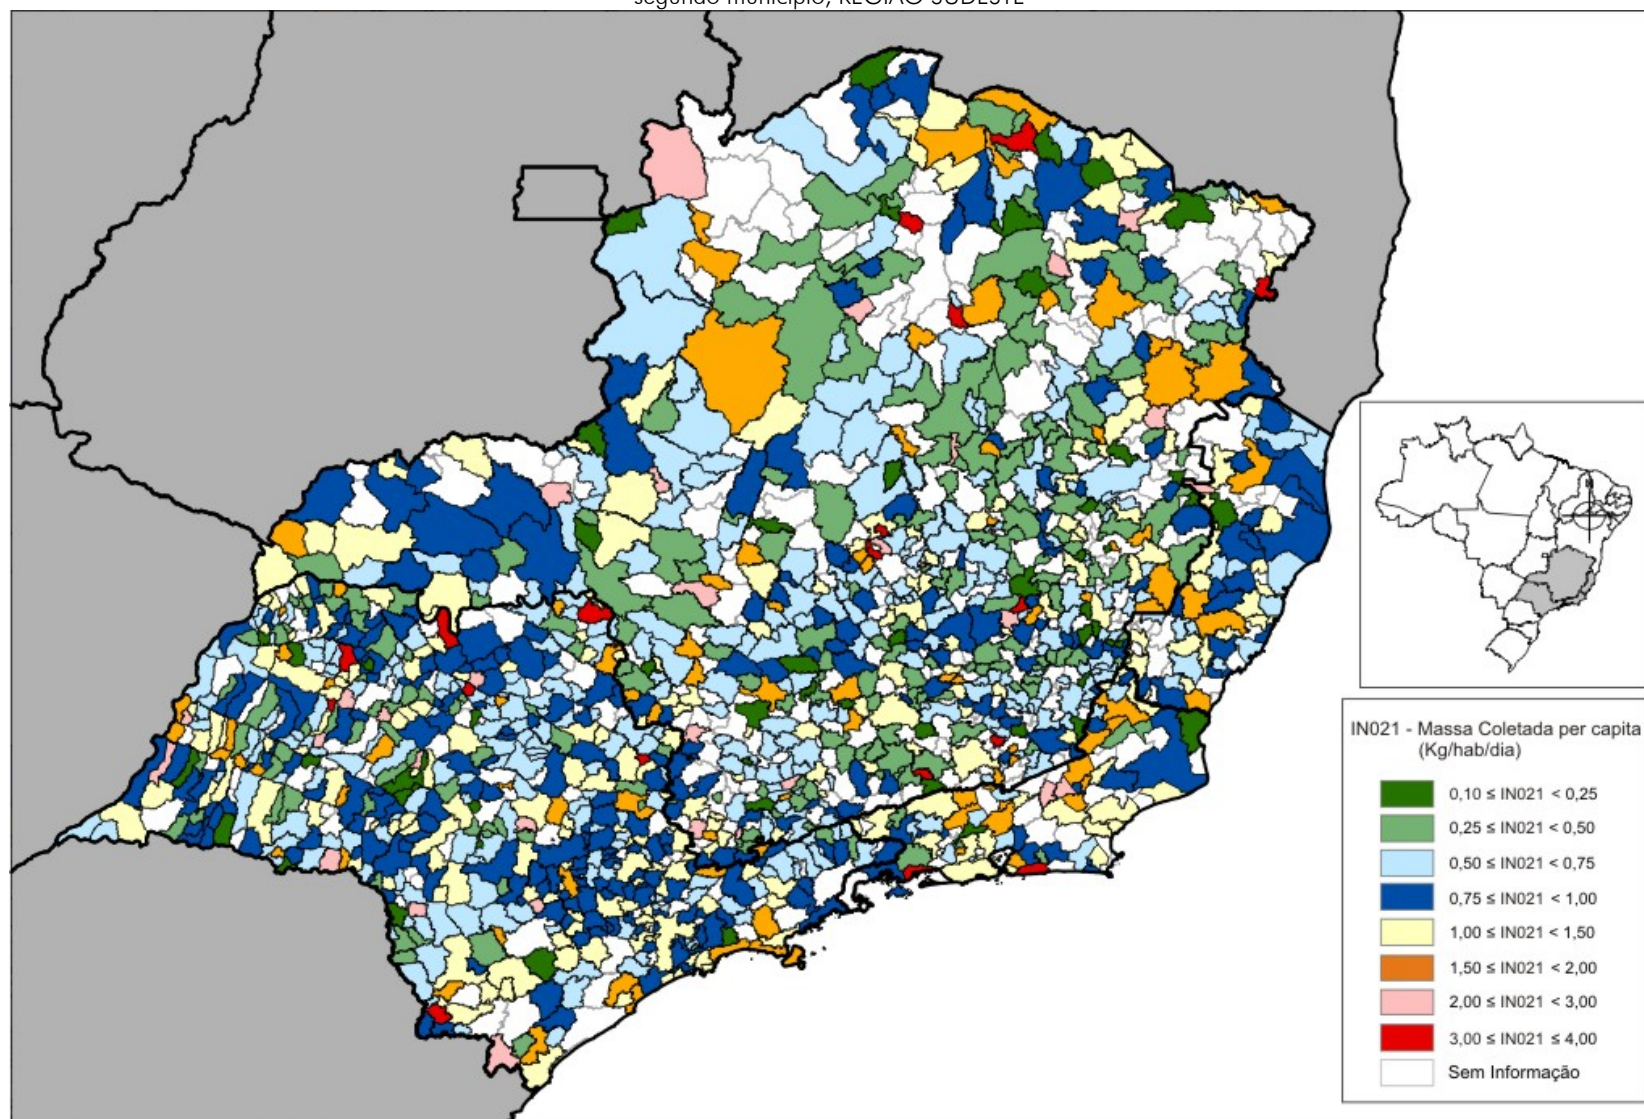 segundo município, REGIÃO SUDESTE
N
IN021 - Massa Coletada per capita
(Kg/hab/dia)
0,10 ≤ IN021 < 0,25
0,25 ≤ IN021 < 0,50
0,50 ≤ IN021 < 0,75
0,75 ≤ IN021 < 1,00
1,00 ≤ IN021 < 1,50
1,50 ≤ IN021 < 2,00
2,00 ≤ IN021 < 3,00
3,00 ≤ IN021 ≤ 4,00
Sem Informação